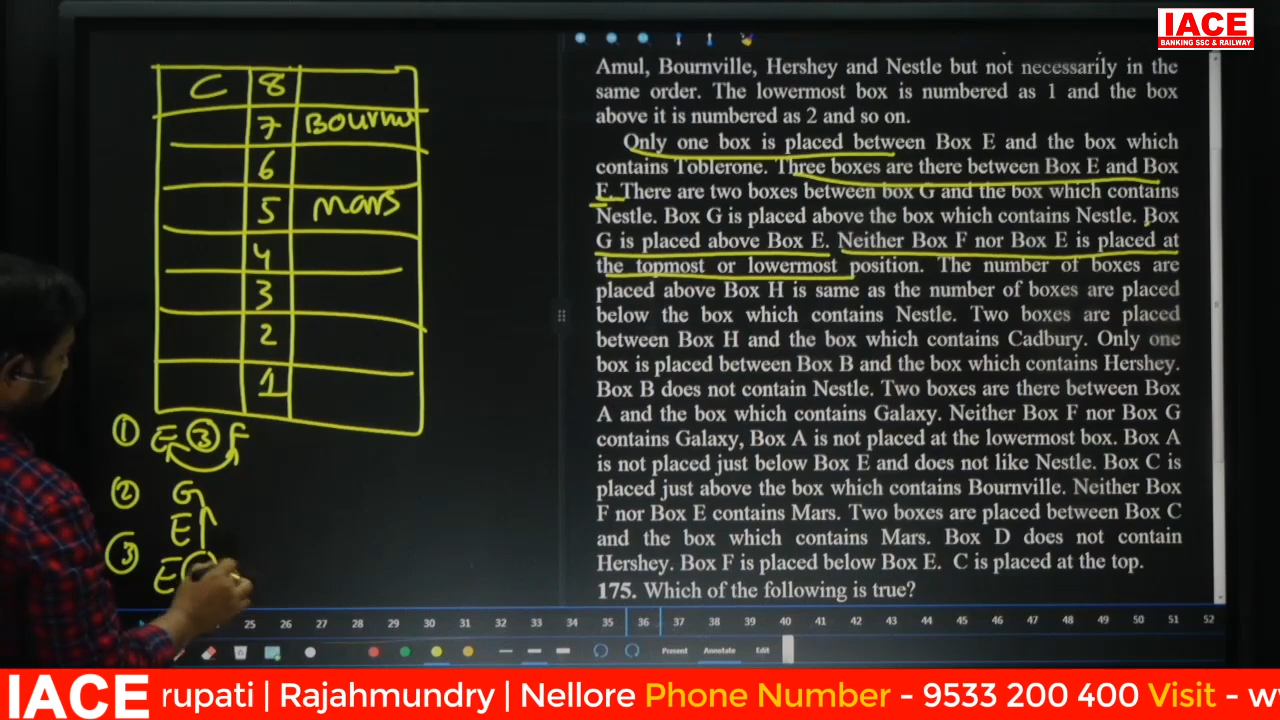 IACE
BANKING SSC & RAILWAY
Amul, Bournville, Hershey and Nestle but not necessarily in the
same order. The lowermost box is numbered as 1 and the box
above it is numbered as 2 and so on.
Only one box is placed between Box E and the box which
contains Toblerone. Three boxes are there between Box E and Box
E. There are two boxes between box G and the box which contains
Nestle. Box G is placed above the box which contains Nestle. Box
G is placed above Box E. Neither Box F nor Box E is placed at
the topmost or lowermost position. The number of boxes are
placed above Box H is same as the number of boxes are placed
below the box which contains Nestle. Two boxes are placed
between Box H and the box which contains Cadbury. Only one
box is placed between Box B and the box which contains Hershey.
Box B does not contain Nestle. Two boxes are there between Box
A and the box which contains Galaxy. Neither Box F nor Box G
contains Galaxy, Box A is not placed at the lowermost box. Box A
is not placed just below Box E and does not like Nestle. Box C is
placed just above the box which contains Bournville. Neither Box
F nor Box E contains Mars. Two boxes are placed between Box C
and the box which contains Mars. Box D does not contain
Hershey. Box F is placed below Box E. C is placed at the top.
175. Which of the following is true?
C 8
7 Bournv
6
5 Mars
4
3
2
1
① E ③ F
② G
E
③ E
25 26 27 28 29 30 31 32 33 34 35 36 37 38 39 40 41 42 43 44 45 46 47 48 49 50 51 52
Present Annotate Edit
IACE rupati | Rajahmundry | Nellore Phone Number - 9533 200 400 Visit - w